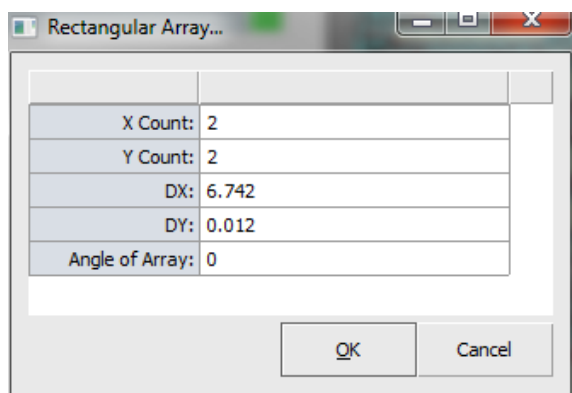 Rectangular Array...
X Count: 2
Y Count: 2
DX: 6.742
DY: 0.012
Angle of Array: 0
OK Cancel